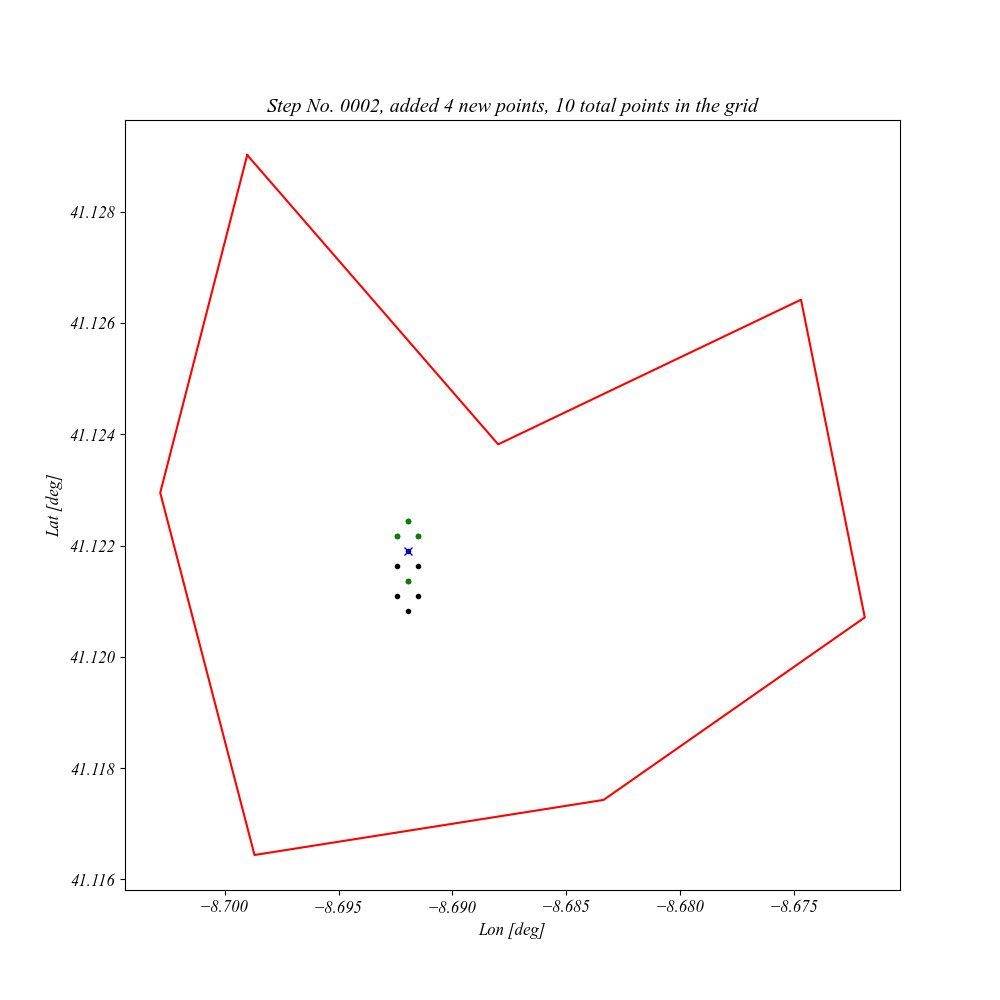 Step No. 0002, added 4 new points, 10 total points in the grid
41.128
41.126
41.124
41.122
41.120
41.118
41.116
Lat [deg]
−8.700 −8.695 −8.690 −8.685 −8.680 −8.675
Lon [deg]